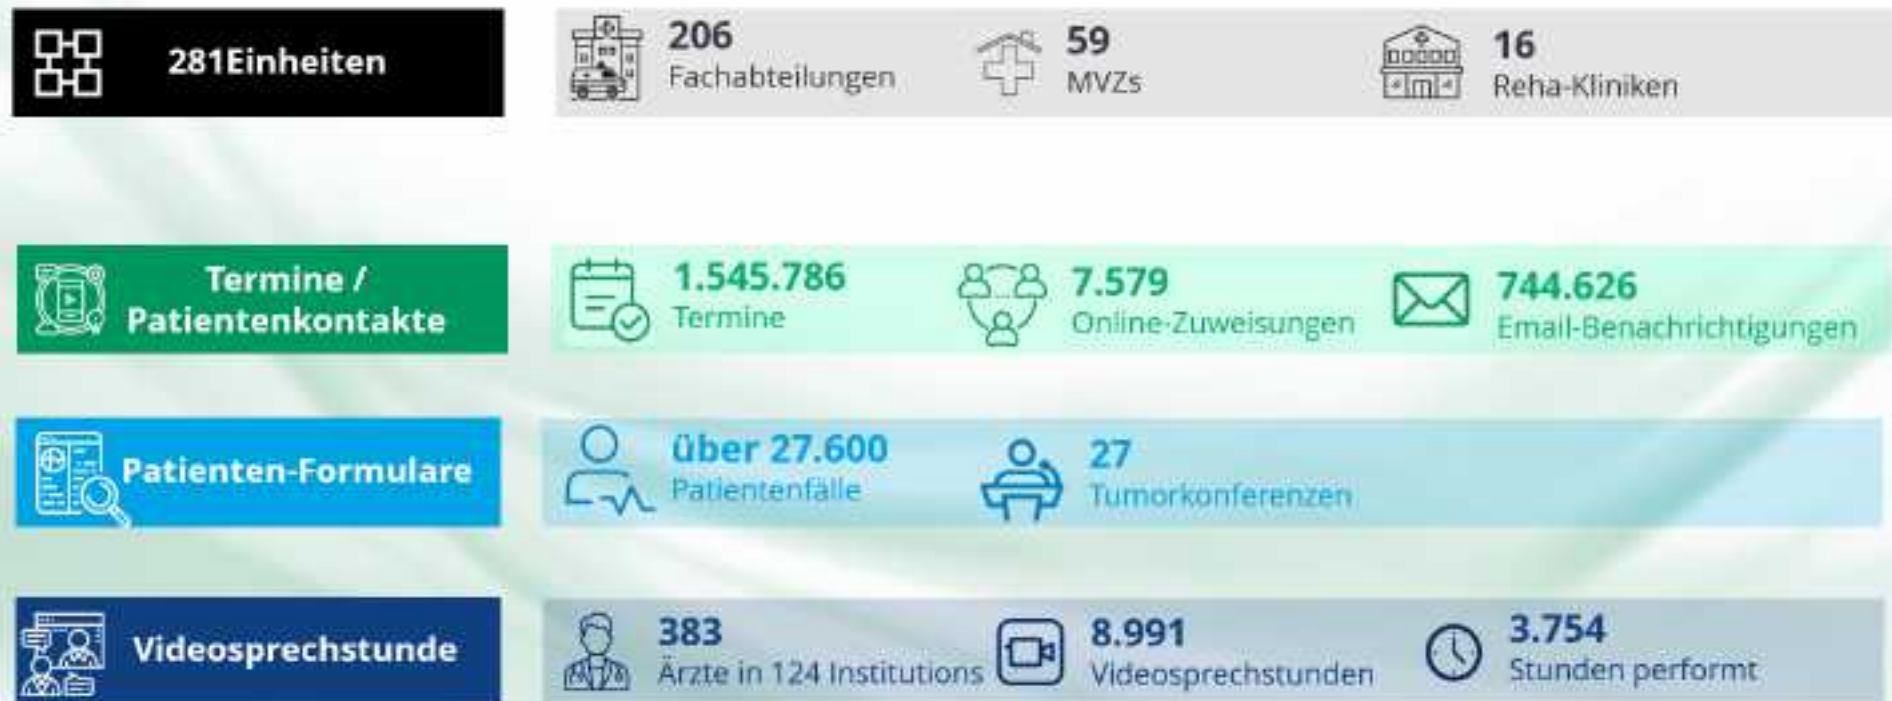 281Einheiten
206
Fachabteilungen
59
MVZs
16
Reha-Kliniken
Termine /
Patientenkontakte
1.545.786
Termine
7.579
Online-Zuweisungen
744.626
Email-Benachrichtigungen
Patienten-Formulare
über 27.600
Patientenfälle
27
Tumorkonferenzen
Videosprechstunde
383
Ärzte in 124 Institutions
8.991
Videosprechstunden
3.754
Stunden performt